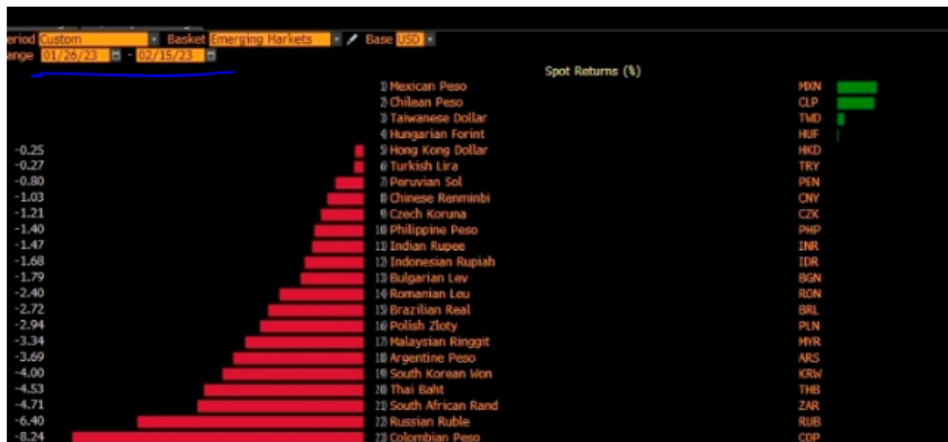 eriod Custom Basket Emerging Markets Base USD
ange 01/26/23 - 02/15/23
Spot Returns (%)
1) Mexican Peso MXN
2) Chilean Peso CLP
3) Taiwanese Dollar TWD
4) Hungarian Forint HUF
-0.25 5) Hong Kong Dollar HKD
-0.27 6) Turkish Lira TRY
-0.80 7) Peruvian Sol PEN
-1.03 8) Chinese Renminbi CNY
-1.21 9) Czech Koruna CZK
-1.40 10) Philippine Peso PHP
-1.47 11) Indian Rupee INR
-1.68 12) Indonesian Rupiah IDR
-1.79 13) Bulgarian Lev BGN
-2.40 14) Romanian Leu RON
-2.72 15) Brazilian Real BRL
-2.94 16) Polish Zloty PLN
-3.34 17) Malaysian Ringgit MYR
-3.69 18) Argentine Peso ARS
-4.00 19) South Korean Won KRW
-4.53 20) Thai Baht THB
-4.71 21) South African Rand ZAR
-6.40 22) Russian Ruble RUB
-8.24 23) Colombian Peso COP